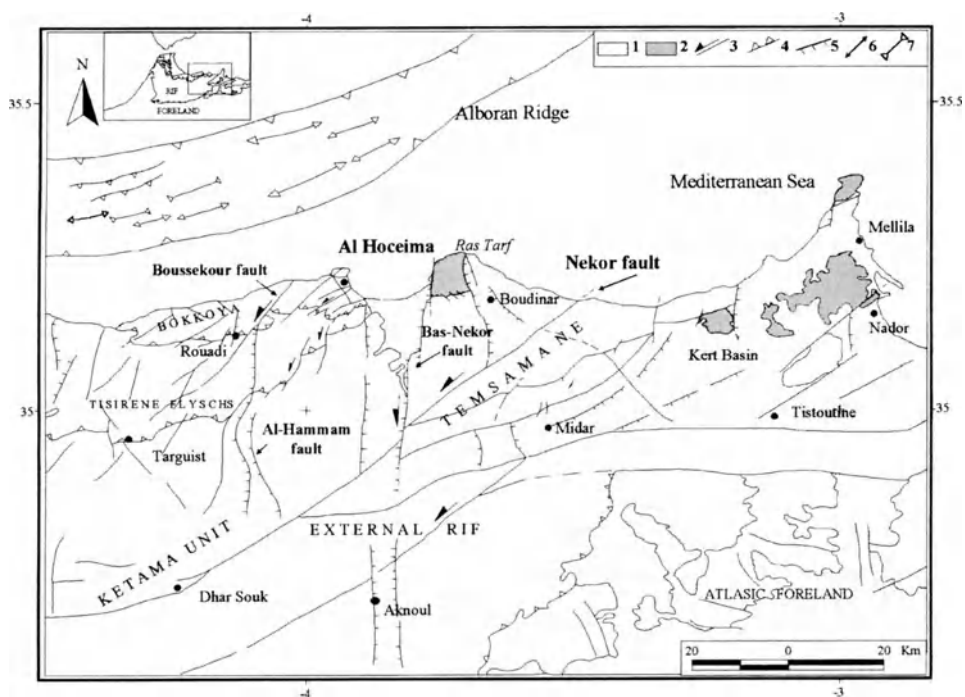 -4
-3
1
2
3
4
5
6
7
N
RIF
FORELAND
35.5
35.5
Alboran Ridge
Mediterranean Sea
Mellila
Al Hoceima
Ras Tarf
Nekor fault
Boussekour fault
Boudinar
BOKKOYA
Bas-Nekor
fault
Nador
Rouadi
Kert Basin
TEMSAMANE
TISIRENE FLYSCHS
35
35
Tistoutine
Al-Hammam
fault
Midar
Targuist
EXTERNAL RIF
KETAMA UNIT
Dhar Souk
Aknoul
ATLASIC FORELAND
20
0
20
Km
-4
-3